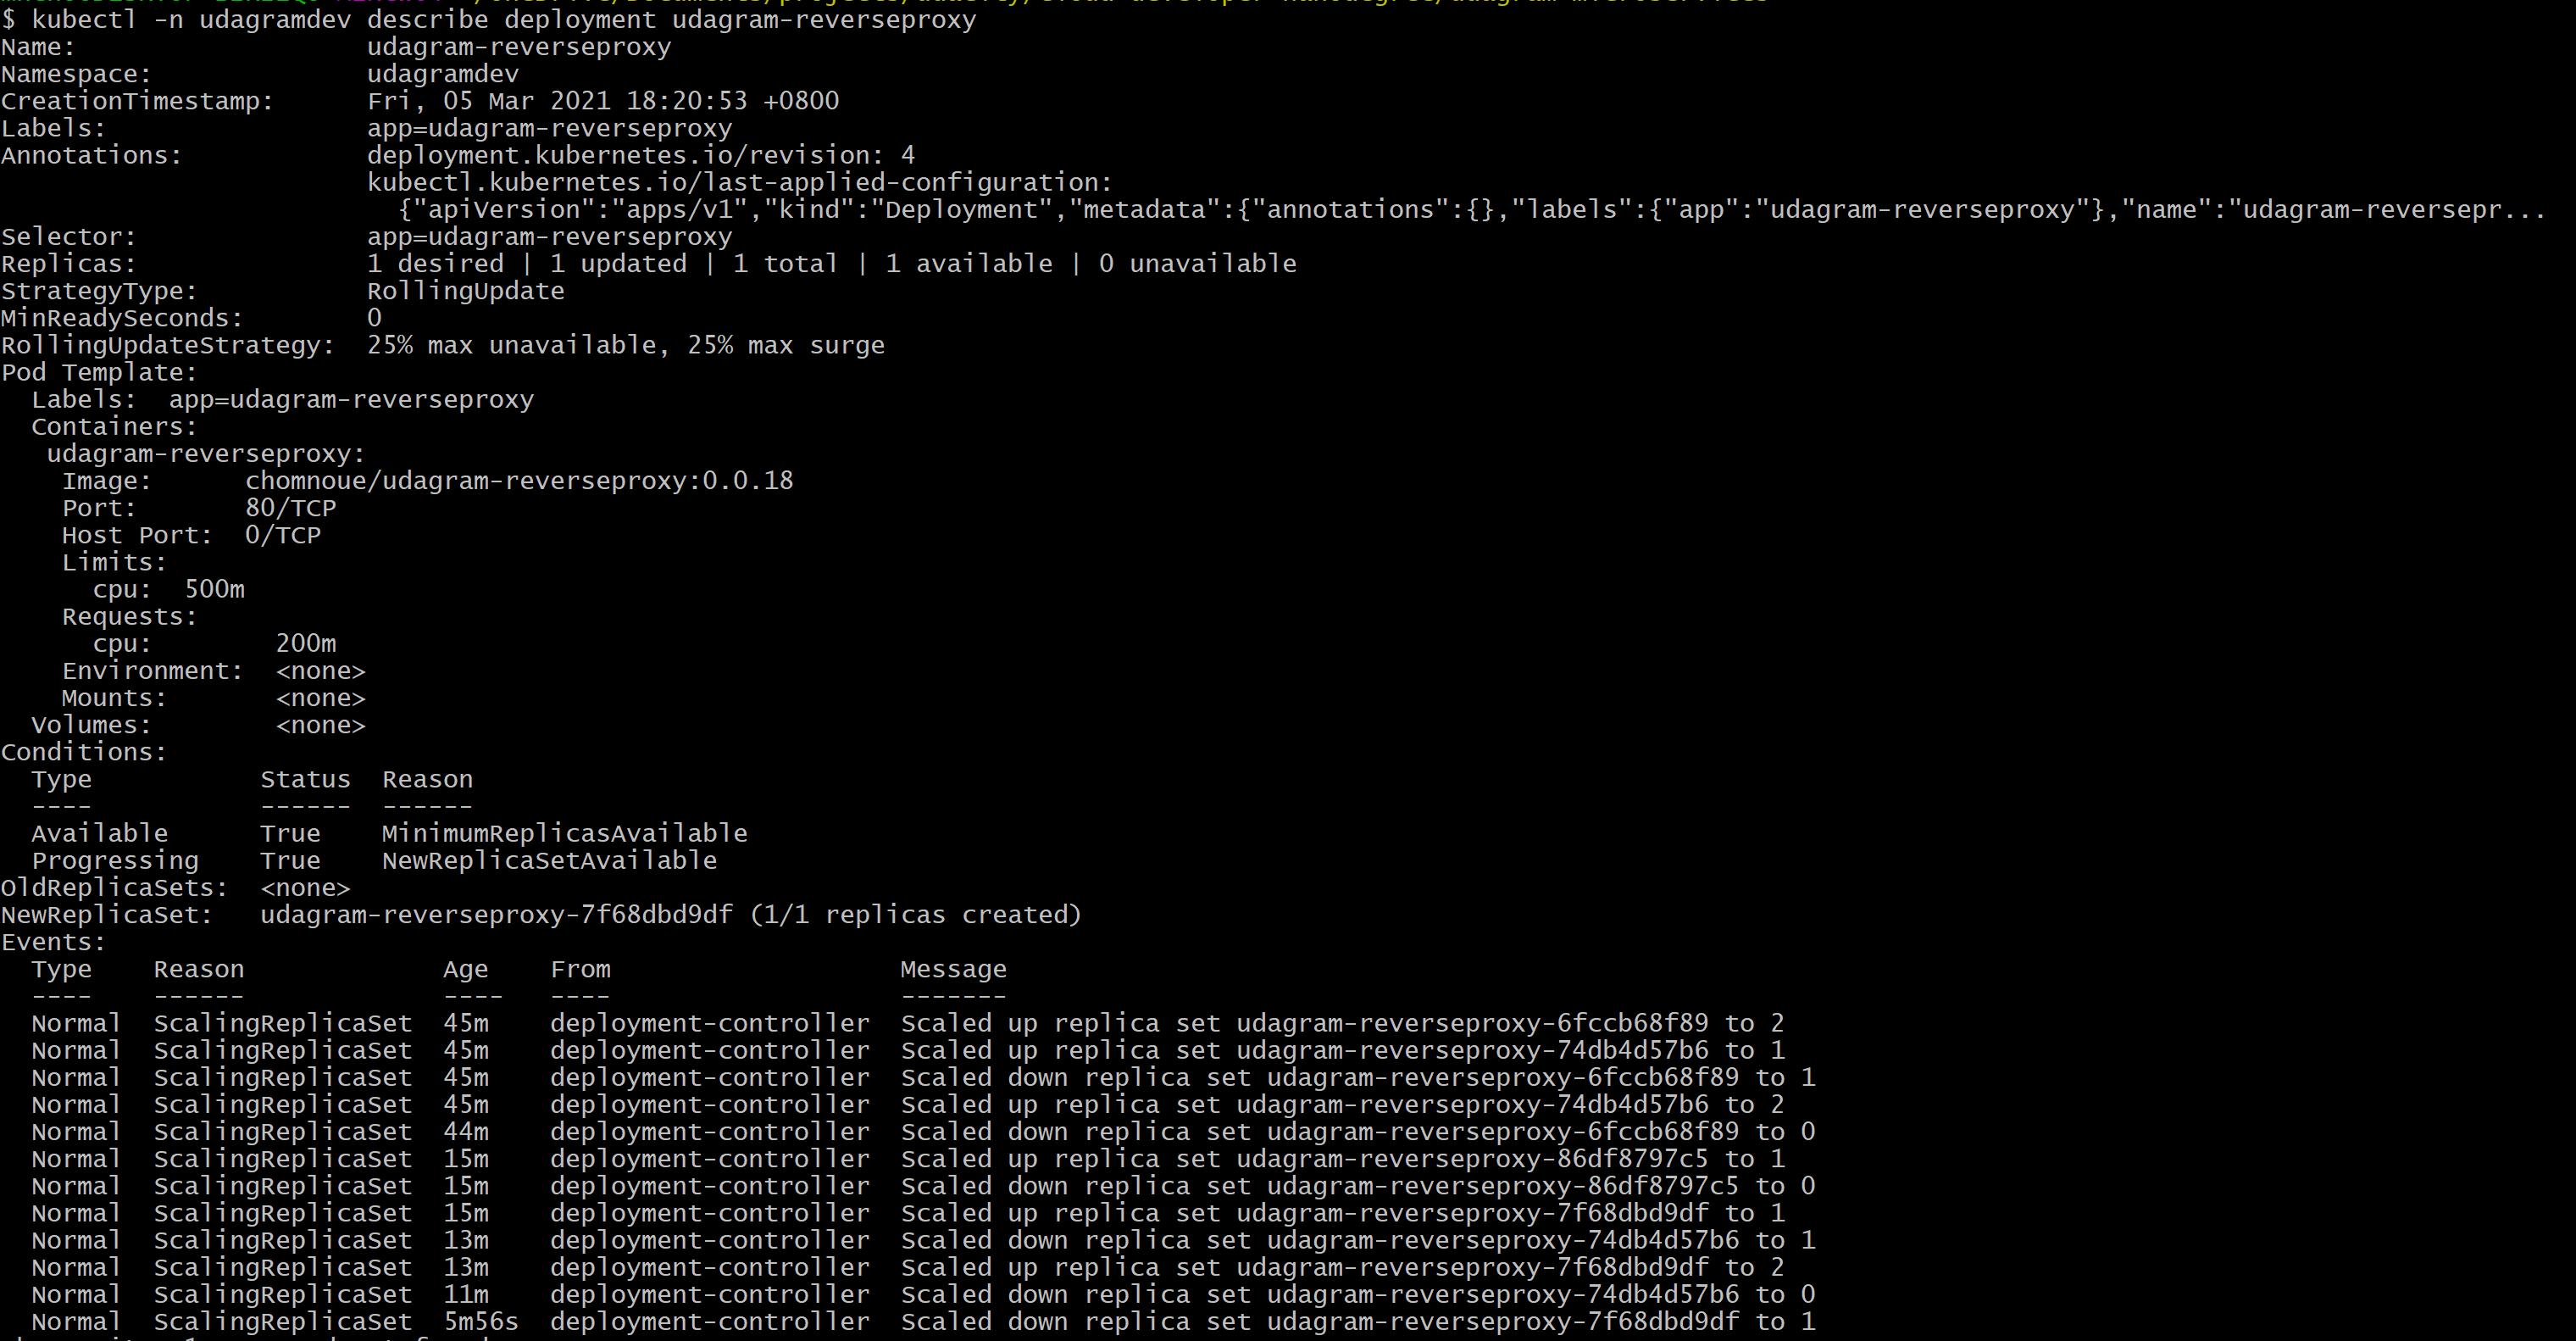 $ kubectl -n udagramdev describe deployment udagram-reverseproxy
Name:                   udagram-reverseproxy
Namespace:              udagramdev
CreationTimestamp:      Fri, 05 Mar 2021 18:20:53 +0800
Labels:                 app=udagram-reverseproxy
Annotations:            deployment.kubernetes.io/revision: 4
                        kubectl.kubernetes.io/last-applied-configuration:
                          {"apiVersion":"apps/v1","kind":"Deployment","metadata":{"annotations":{},"labels":{"app":"udagram-reverseproxy"},"name":"udagram-reversepr...
Selector:               app=udagram-reverseproxy
Replicas:               1 desired | 1 updated | 1 total | 1 available | 0 unavailable
StrategyType:           RollingUpdate
MinReadySeconds:        0
RollingUpdateStrategy:  25% max unavailable, 25% max surge
Pod Template:
  Labels:  app=udagram-reverseproxy
  Containers:
   udagram-reverseproxy:
    Image:      chomnoue/udagram-reverseproxy:0.0.18
    Port:       80/TCP
    Host Port:  0/TCP
    Limits:
      cpu:  500m
    Requests:
      cpu:        200m
    Environment:  <none>
    Mounts:       <none>
  Volumes:        <none>
Conditions:
  Type           Status  Reason
  ----           ------  ------
  Available      True    MinimumReplicasAvailable
  Progressing    True    NewReplicaSetAvailable
OldReplicaSets:  <none>
NewReplicaSet:   udagram-reverseproxy-7f68dbd9df (1/1 replicas created)
Events:
  Type    Reason             Age    From                   Message
  ----    ------             ----   ----                   -------
  Normal  ScalingReplicaSet  45m    deployment-controller  Scaled up replica set udagram-reverseproxy-6fccb68f89 to 2
  Normal  ScalingReplicaSet  45m    deployment-controller  Scaled up replica set udagram-reverseproxy-74db4d57b6 to 1
  Normal  ScalingReplicaSet  45m    deployment-controller  Scaled down replica set udagram-reverseproxy-6fccb68f89 to 1
  Normal  ScalingReplicaSet  45m    deployment-controller  Scaled up replica set udagram-reverseproxy-74db4d57b6 to 2
  Normal  ScalingReplicaSet  44m    deployment-controller  Scaled down replica set udagram-reverseproxy-6fccb68f89 to 0
  Normal  ScalingReplicaSet  15m    deployment-controller  Scaled up replica set udagram-reverseproxy-86df8797c5 to 1
  Normal  ScalingReplicaSet  15m    deployment-controller  Scaled down replica set udagram-reverseproxy-86df8797c5 to 0
  Normal  ScalingReplicaSet  15m    deployment-controller  Scaled up replica set udagram-reverseproxy-7f68dbd9df to 1
  Normal  ScalingReplicaSet  13m    deployment-controller  Scaled down replica set udagram-reverseproxy-74db4d57b6 to 1
  Normal  ScalingReplicaSet  13m    deployment-controller  Scaled up replica set udagram-reverseproxy-7f68dbd9df to 2
  Normal  ScalingReplicaSet  11m    deployment-controller  Scaled down replica set udagram-reverseproxy-74db4d57b6 to 0
  Normal  ScalingReplicaSet  5m56s  deployment-controller  Scaled down replica set udagram-reverseproxy-7f68dbd9df to 1